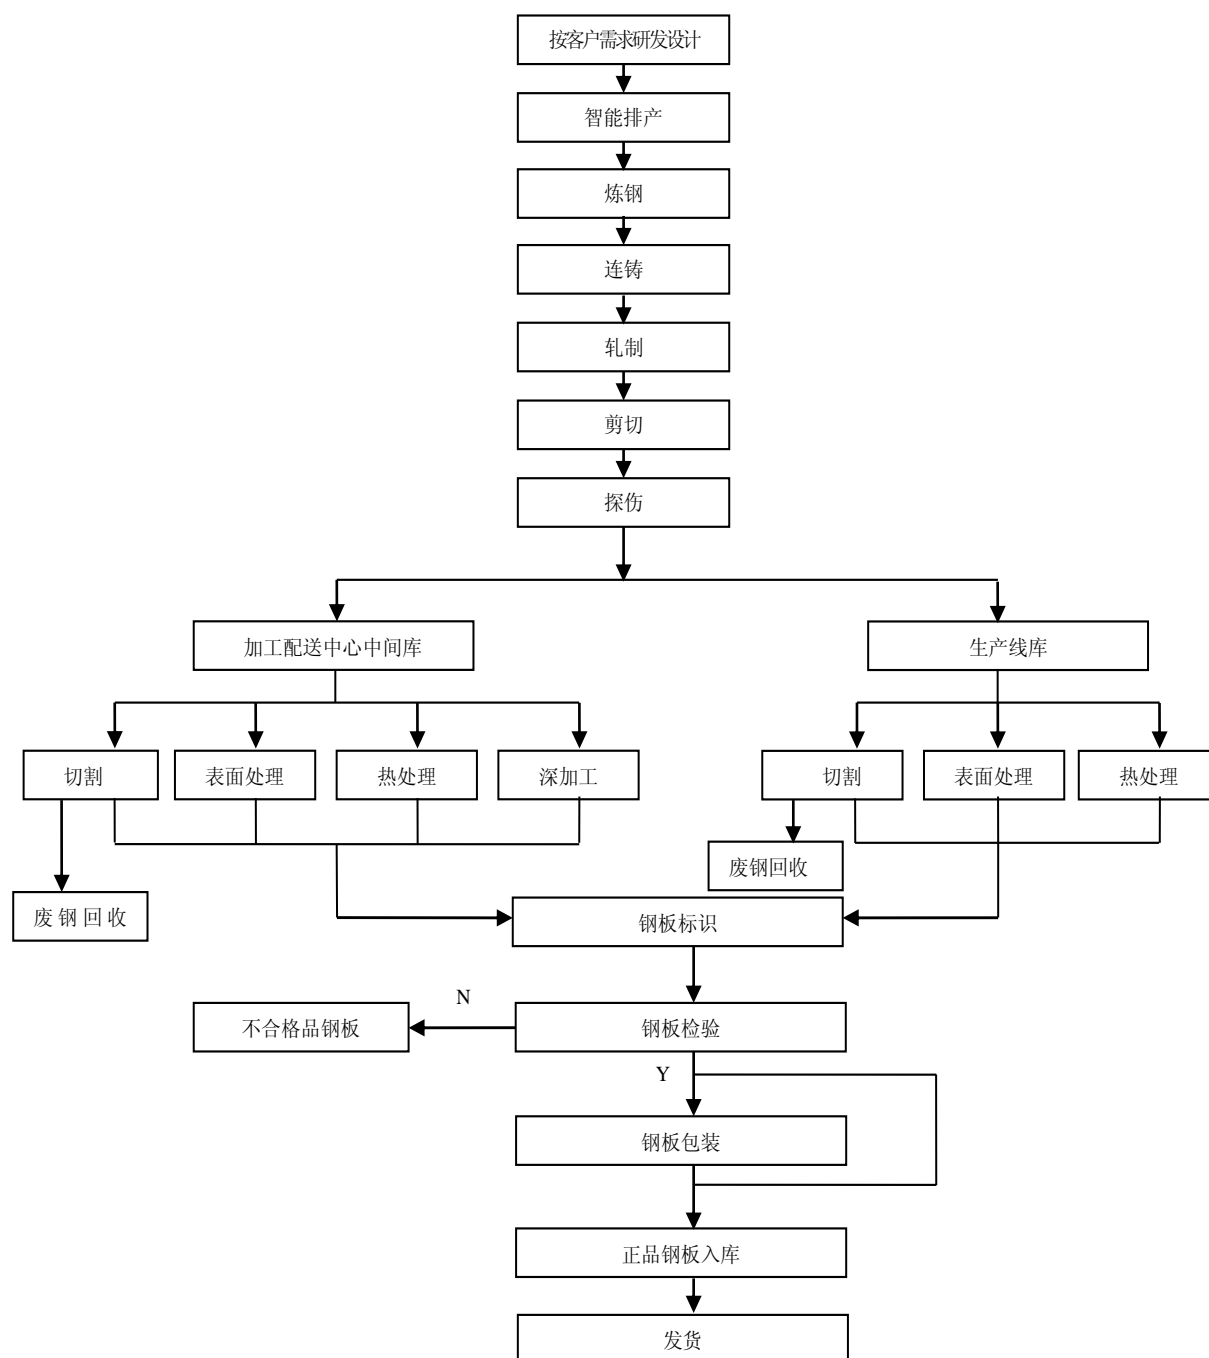 按客户需求研发设计
智能排产
炼钢
连铸
轧制
剪切
探伤
加工配送中心中间库
生产线库
切割
表面处理
热处理
深加工
切割
表面处理
热处理
废钢回收
废钢回收
钢板标识
N
不合格品钢板
钢板检验
Y
钢板包装
正品钢板入库
发货